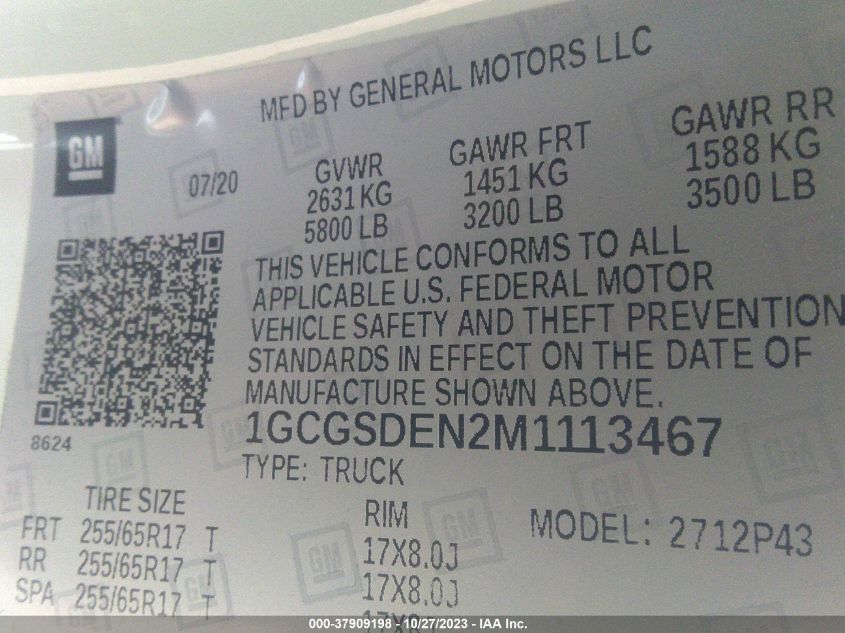 MFD BY GENERAL MOTORS LLC
GM
07/20
GVWR GAWR FRT GAWR RR
2631 KG 1451 KG 1588 KG
5800 LB 3200 LB 3500 LB
THIS VEHICLE CONFORMS TO ALL
APPLICABLE U.S. FEDERAL MOTOR
VEHICLE SAFETY AND THEFT PREVENTION
STANDARDS IN EFFECT ON THE DATE OF
MANUFACTURE SHOWN ABOVE.
8624
1GCGSDEN2M1113467
TYPE: TRUCK
TIRE SIZE RIM MODEL: 2712P43
FRT 255/65R17 T 17X8.0J
RR 255/65R17 T 17X8.0J
SPA 255/65R17 T
000-37909198 - 10/27/2023 - IAA Inc.